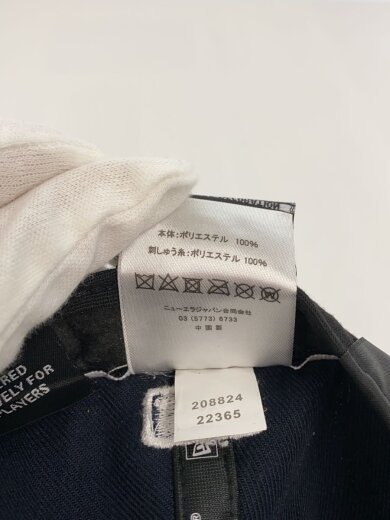 本体:ポリエステル 100%
刺しゅう糸:ポリエステル 100%
ニューエラジャパン合同会社
03 (5773) 6733
中国製
208824
22365
RED
ELY FOR
LAYERS